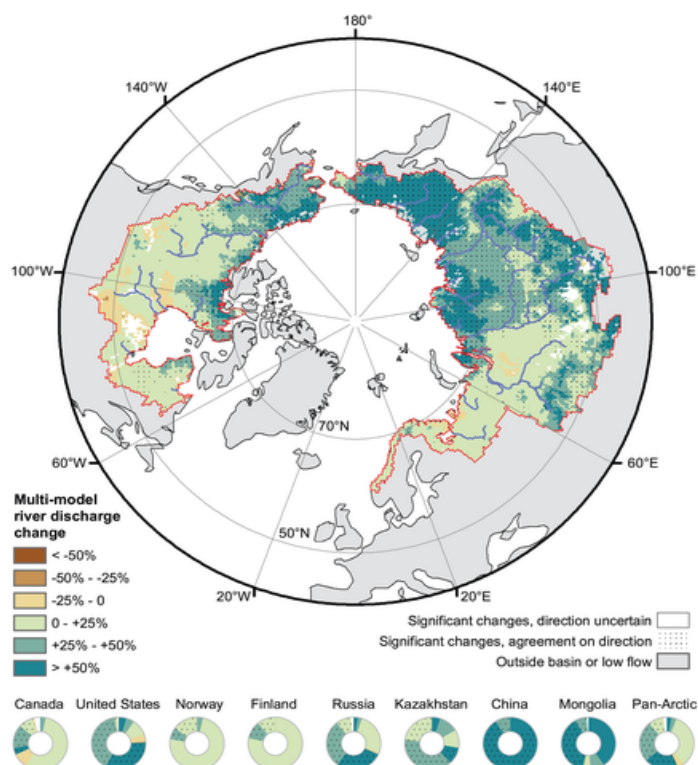 180°
140°W
140°E
100°W
100°E
70°N
60°W
60°E
50°N
20°W
20°E
Multi-model
river discharge
change
< -50%
-50% - -25%
-25% - 0
0 - +25%
+25% - +50%
> +50%
Significant changes, direction uncertain
Significant changes, agreement on direction
Outside basin or low flow
Canada United States Norway Finland Russia Kazakhstan China Mongolia Pan-Arctic